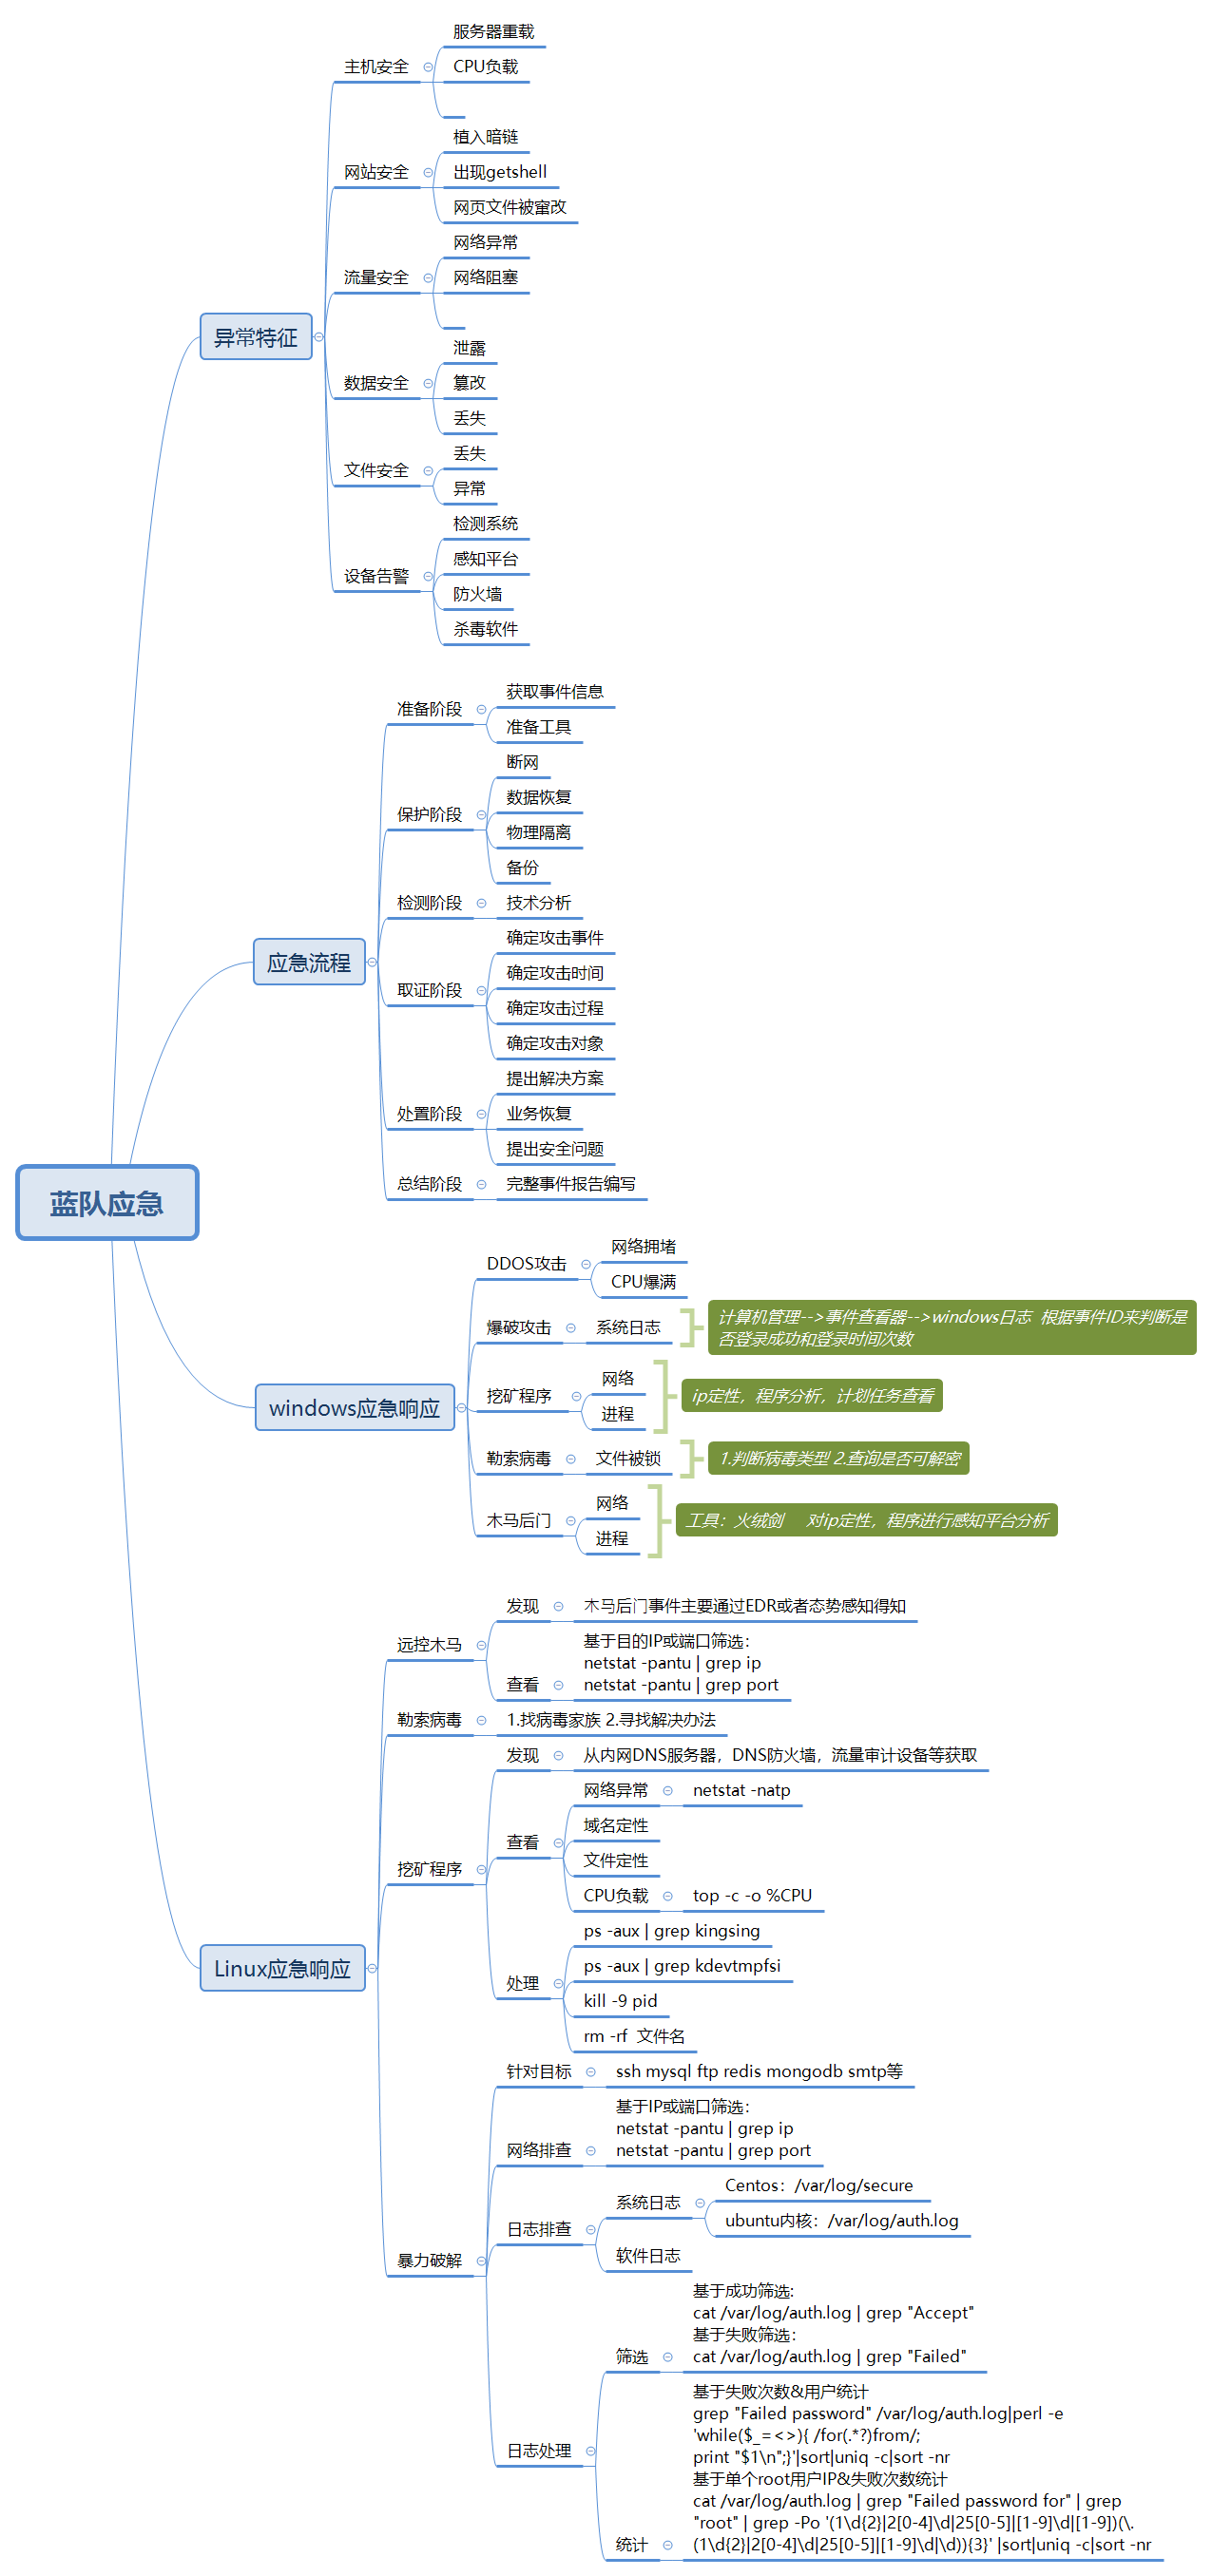 蓝队应急
异常特征
主机安全
服务器重载
CPU负载
网站安全
植入暗链
出现getshell
网页文件被窜改
流量安全
网络异常
网络阻塞
数据安全
泄露
篡改
丢失
文件安全
丢失
异常
设备告警
检测系统
感知平台
防火墙
杀毒软件
应急流程
准备阶段
获取事件信息
准备工具
保护阶段
断网
数据恢复
物理隔离
备份
检测阶段
技术分析
取证阶段
确定攻击事件
确定攻击时间
确定攻击过程
确定攻击对象
处置阶段
提出解决方案
业务恢复
提出安全问题
总结阶段
完整事件报告编写
windows应急响应
DDOS攻击
网络拥堵
CPU爆满
爆破攻击
系统日志
计算机管理-->事件查看器-->windows日志  根据事件ID来判断是
否登录成功和登录时间次数
挖矿程序
网络
进程
ip定性，程序分析，计划任务查看
勒索病毒
文件被锁
1.判断病毒类型 2.查询是否可解密
木马后门
网络
进程
工具：火绒剑     对ip定性，程序进行感知平台分析
Linux应急响应
远控木马
发现
木马后门事件主要通过EDR或者态势感知得知
查看
基于目的IP或端口筛选：
netstat -pantu | grep ip
netstat -pantu | grep port
勒索病毒
1.找病毒家族 2.寻找解决办法
挖矿程序
发现
从内网DNS服务器，DNS防火墙，流量审计设备等获取
查看
网络异常
netstat -natp
域名定性
文件定性
CPU负载
top -c -o %CPU
处理
ps -aux | grep kingsing
ps -aux | grep kdevtmpfsi
kill -9 pid
rm -rf  文件名
暴力破解
针对目标
ssh mysql ftp redis mongodb smtp等
网络排查
基于IP或端口筛选：
netstat -pantu | grep ip
netstat -pantu | grep port
日志排查
系统日志
Centos：/var/log/secure
ubuntu内核：/var/log/auth.log
软件日志
日志处理
筛选
基于成功筛选:
cat /var/log/auth.log | grep "Accept"
基于失败筛选：
cat /var/log/auth.log | grep "Failed"
统计
基于失败次数&用户统计
grep "Failed password" /var/log/auth.log|perl -e
'while($_=<>){ /for(.*?)from/;
print "$1\n";}'|sort|uniq -c|sort -nr
基于单个root用户IP&失败次数统计
cat /var/log/auth.log | grep "Failed password for" | grep
"root" | grep -Po '(1\d{2}|2[0-4]\d|25[0-5]|[1-9]\d|[1-9])(\.
(1\d{2}|2[0-4]\d|25[0-5]|[1-9]\d|\d)){3}' |sort|uniq -c|sort -nr